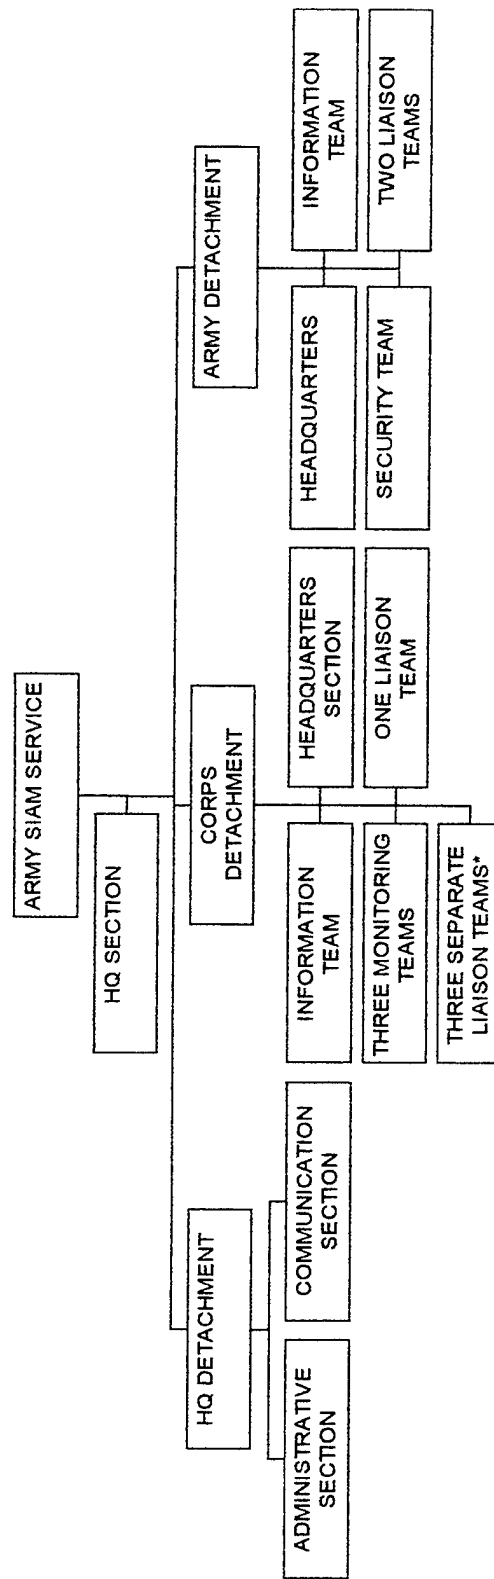 ARMY SIAM SERVICE
HQ SECTION
HQ DETACHMENT
CORPS
DETACHMENT
ARMY DETACHMENT
ADMINISTRATIVE
SECTION
COMMUNICATION
SECTION
INFORMATION
TEAM
HEADQUARTERS
SECTION
THREE MONITORING
TEAMS
ONE LIAISON
TEAM
THREE SEPARATE
LIAISON TEAMS*
HEADQUARTERS
INFORMATION
TEAM
SECURITY TEAM
TWO LIAISON
TEAMS